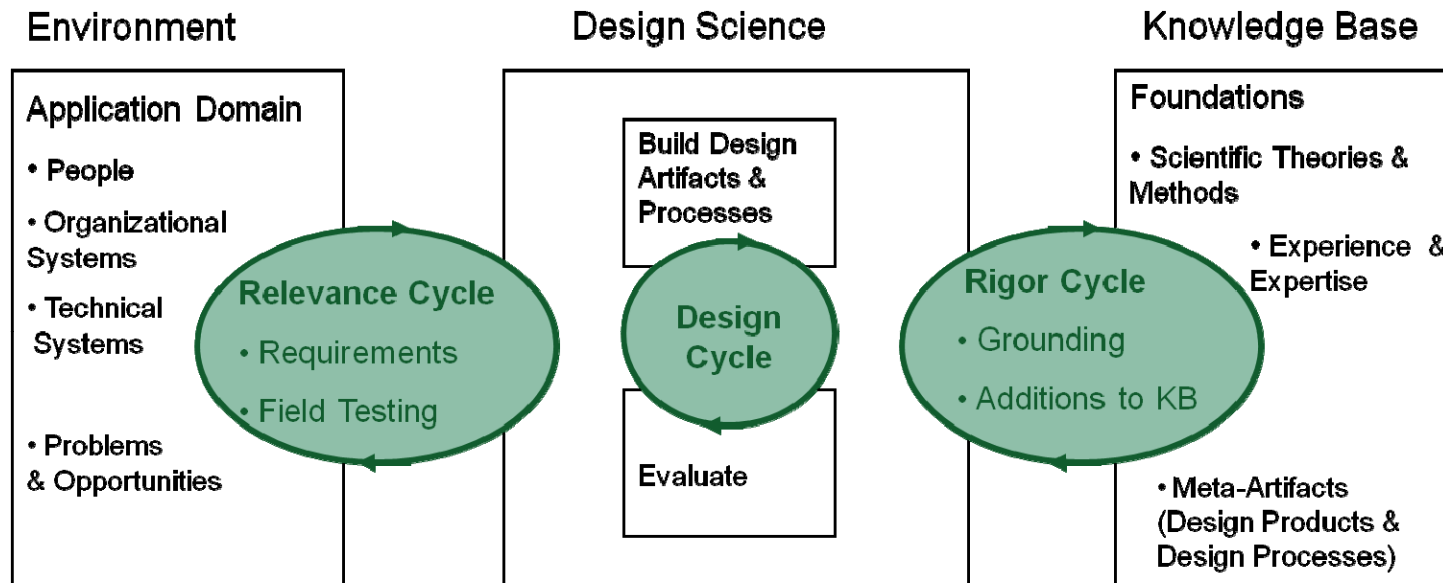 Environment
Design Science
Knowledge Base
Application Domain
• People
• Organizational
Systems
• Technical
Systems
• Problems
& Opportunities
Relevance Cycle
• Requirements
• Field Testing
Build Design
Artifacts &
Processes
Design
Cycle
Evaluate
Rigor Cycle
• Grounding
• Additions to KB
Foundations
• Scientific Theories &
Methods
• Experience &
Expertise
• Meta-Artifacts
(Design Products &
Design Processes)